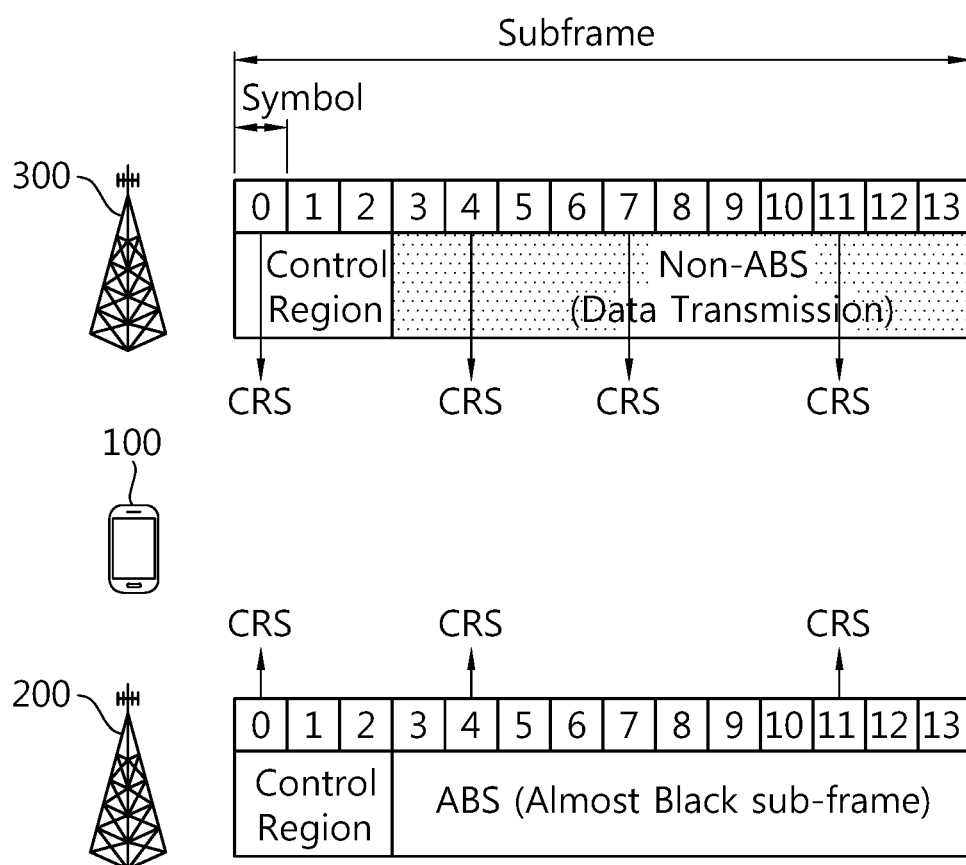 Subframe
Symbol
300
0 1 2 3 4 5 6 7 8 9 10 11 12 13
Control
Region
Non-ABS
(Data Transmission)
CRS CRS CRS CRS
100
CRS CRS CRS
200
0 1 2 3 4 5 6 7 8 9 10 11 12 13
Control
Region
ABS (Almost Black sub-frame)